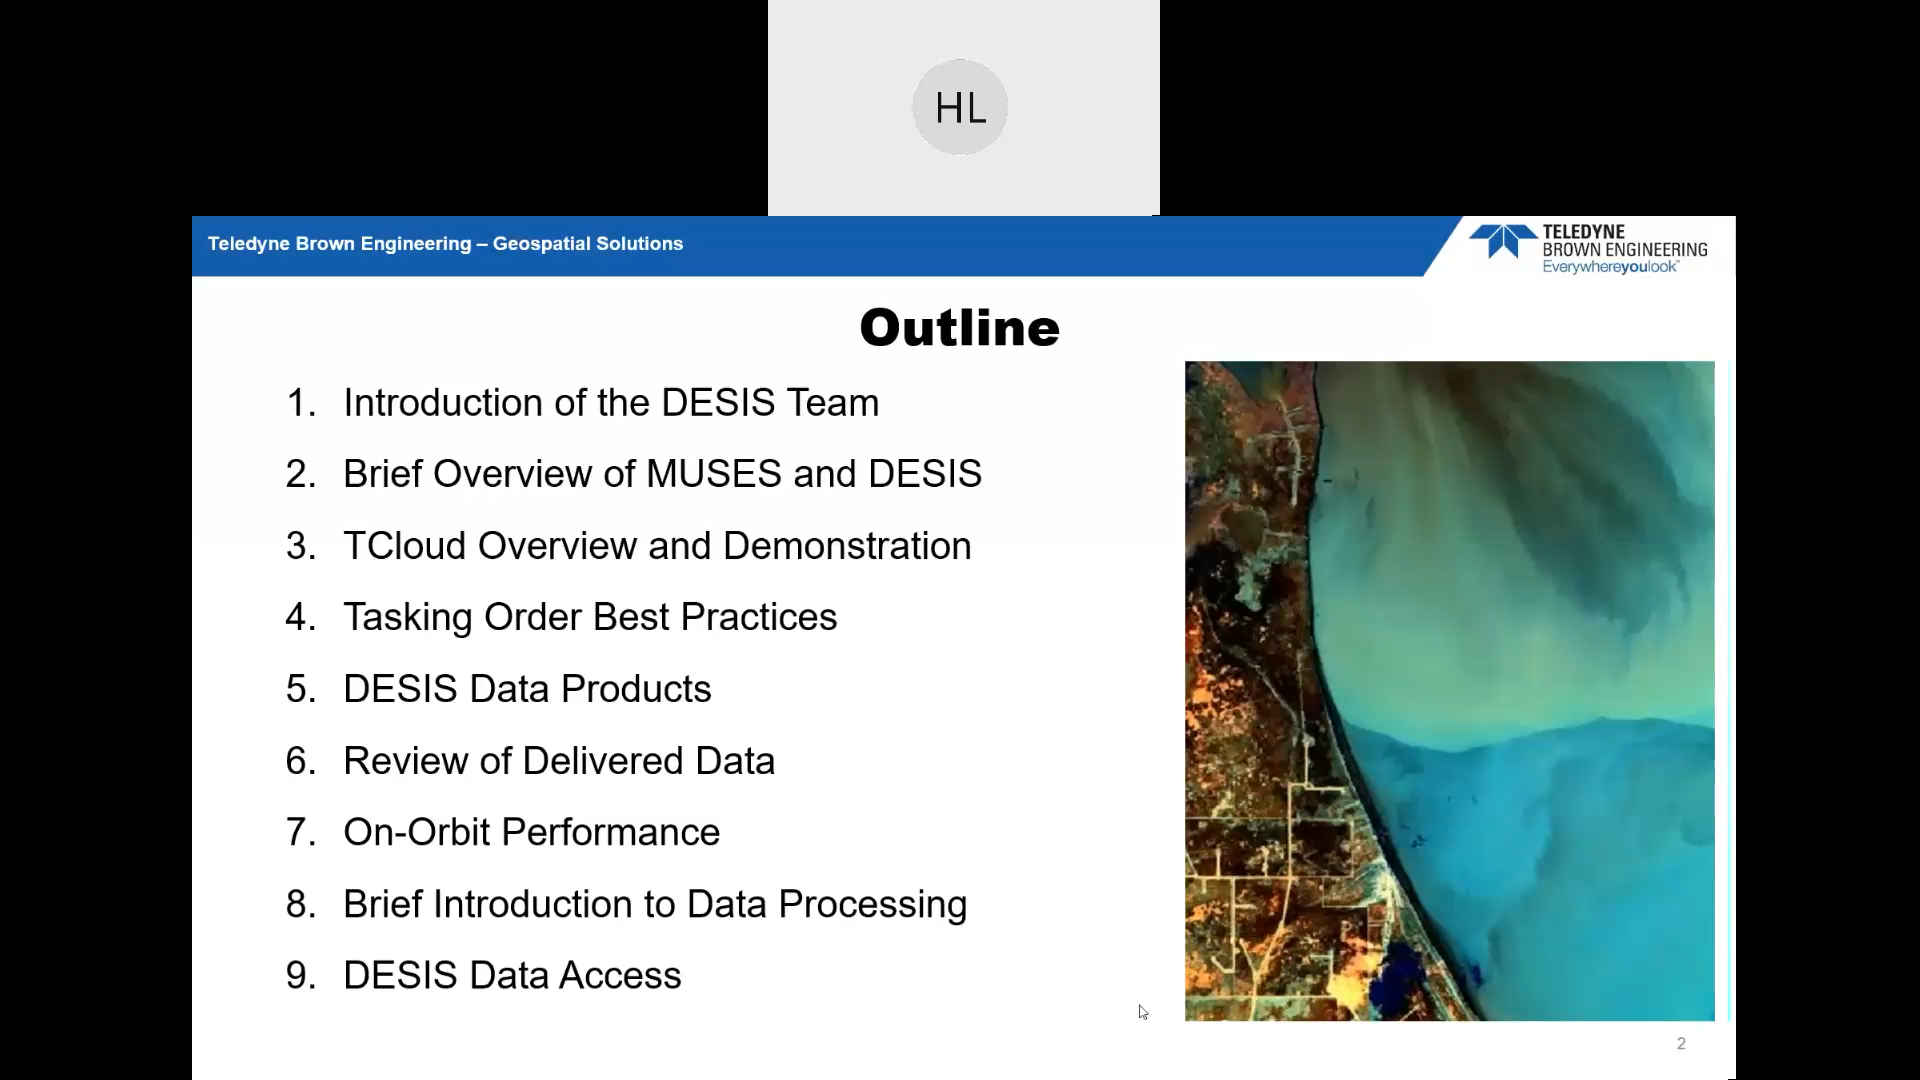 HL
Teledyne Brown Engineering – Geospatial Solutions
TELEDYNE
BROWN ENGINEERING
Everywhereyoulook™
Outline
1. Introduction of the DESIS Team
2. Brief Overview of MUSES and DESIS
3. TCloud Overview and Demonstration
4. Tasking Order Best Practices
5. DESIS Data Products
6. Review of Delivered Data
7. On-Orbit Performance
8. Brief Introduction to Data Processing
9. DESIS Data Access
2